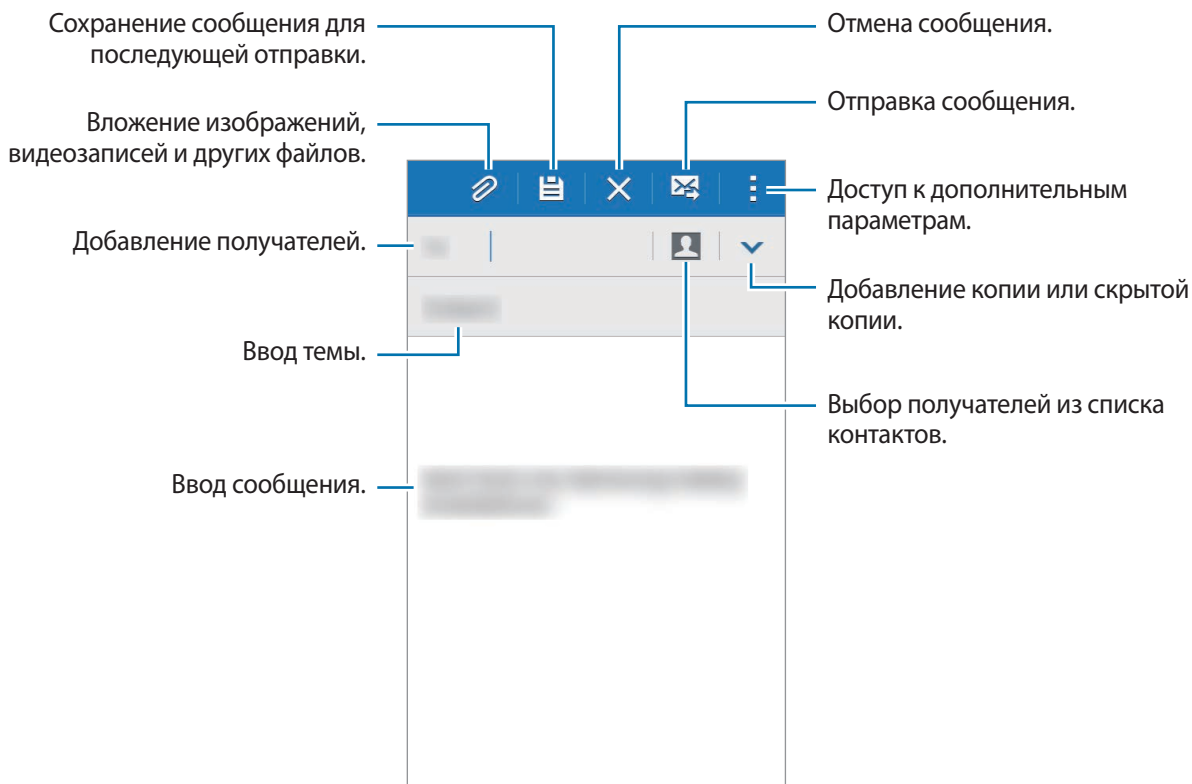 Сохранение сообщения для
последующей отправки.
Вложение изображений,
видеозаписей и других файлов.
Добавление получателей.
Ввод темы.
Ввод сообщения.
Отмена сообщения.
Отправка сообщения.
Доступ к дополнительным
параметрам.
Добавление копии или скрытой
копии.
Выбор получателей из списка
контактов.